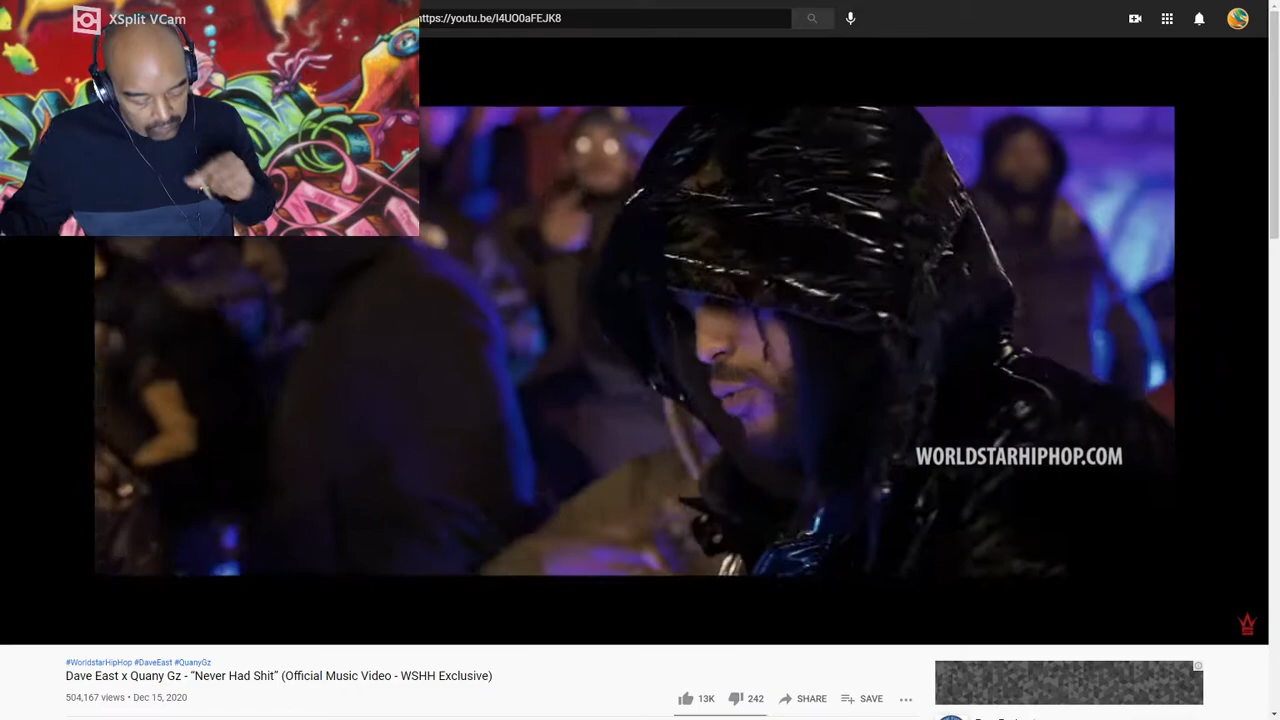 XSplit VCam
https://youtu.be/I4UO0aFEJK8
WORLDSTARHIPHOP.COM
#WorldstarHipHop #DaveEast #QuanyGz
Dave East x Quany Gz - “Never Had Shit” (Official Music Video - WSHH Exclusive)
504,167 views • Dec 15, 2020
13K
242
SHARE
SAVE